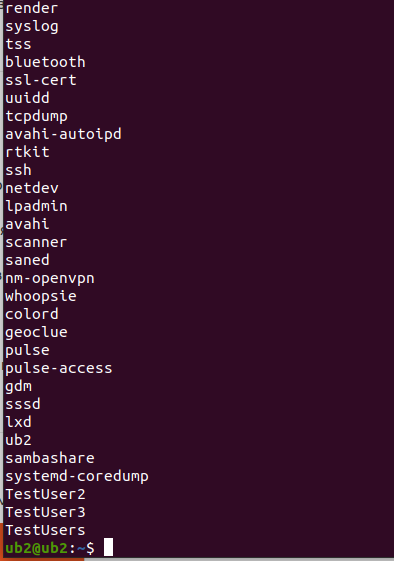 render
syslog
tss
bluetooth
ssl-cert
uuidd
tcpdump
avahi-autoipd
rtkit
ssh
netdev
lpadmin
avahi
scanner
saned
nm-openvpn
whoopsie
colord
geoclue
pulse
pulse-access
gdm
sssd
lxd
ub2
sambashare
systemd-coredump
TestUser2
TestUser3
TestUsers
ub2@ub2:~$